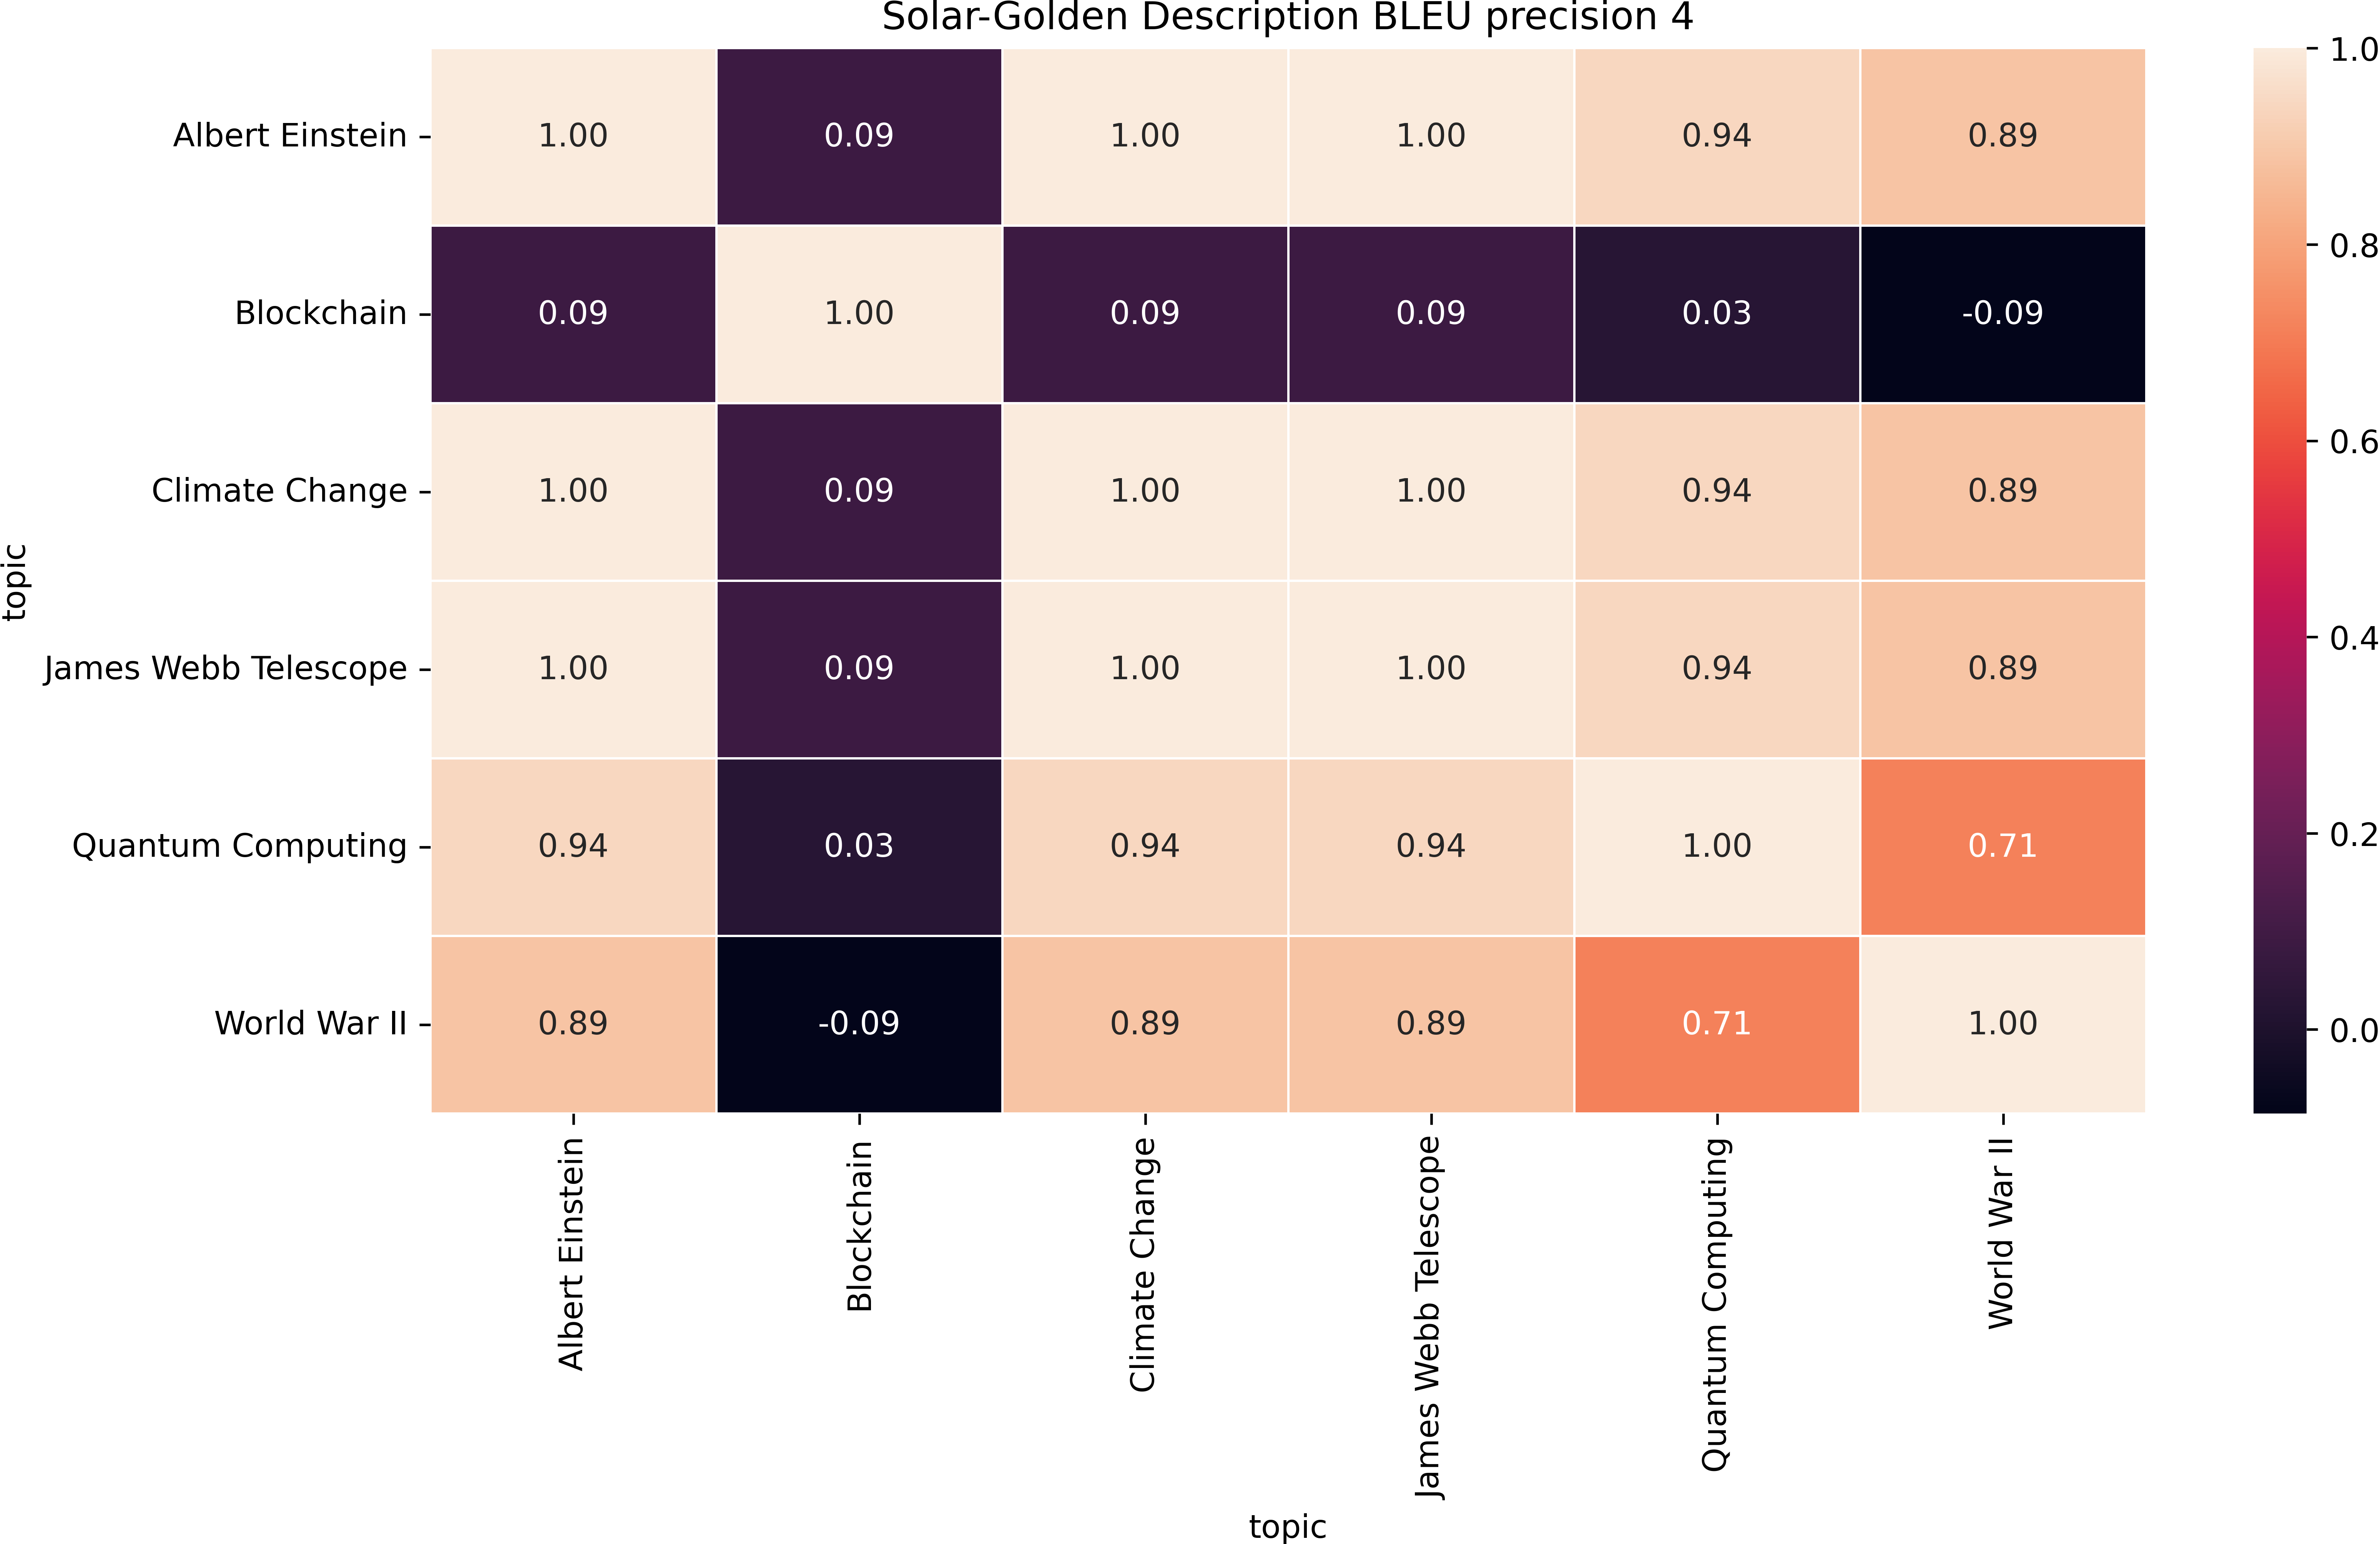 Solar-Golden Description BLEU precision 4
topic
Albert Einstein 1.00 0.09 1.00 1.00 0.94 0.89
Blockchain 0.09 1.00 0.09 0.09 0.03 -0.09
Climate Change 1.00 0.09 1.00 1.00 0.94 0.89
James Webb Telescope 1.00 0.09 1.00 1.00 0.94 0.89
Quantum Computing 0.94 0.03 0.94 0.94 1.00 0.71
World War II 0.89 -0.09 0.89 0.89 0.71 1.00
Albert Einstein
Blockchain
Climate Change
James Webb Telescope
Quantum Computing
World War II
topic
1.0
0.8
0.6
0.4
0.2
0.0